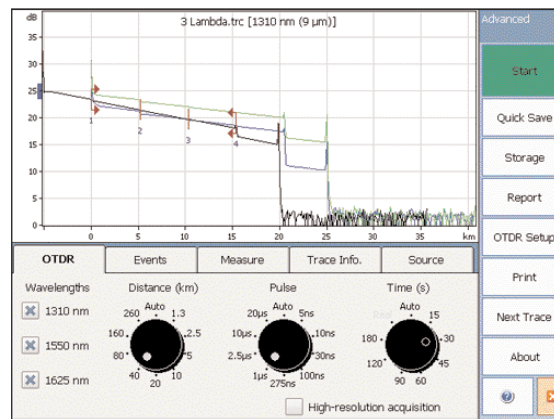 dB
3 Lambda.trc [1310 nm (9 µm)]
Advanced
35
30
25
20
15
10
5
0
1
2
3
4
0
5
10
15
20
25
30
35
km
Start
Quick Save
Storage
Report
OTDR Setup
Print
Next Trace
About
OTDR
Events
Measure
Trace Info.
Source
Wavelengths
Distance (km)
Pulse
Time (s)
1310 nm
1550 nm
1625 nm
Auto
260
1.3
160
2.5
80
5
40
10
20
Auto
20µs
5ns
10µs
10ns
2.5µs
30ns
1µs
100ns
275ns
Auto
15
180
30
120
45
90
60
High-resolution acquisition